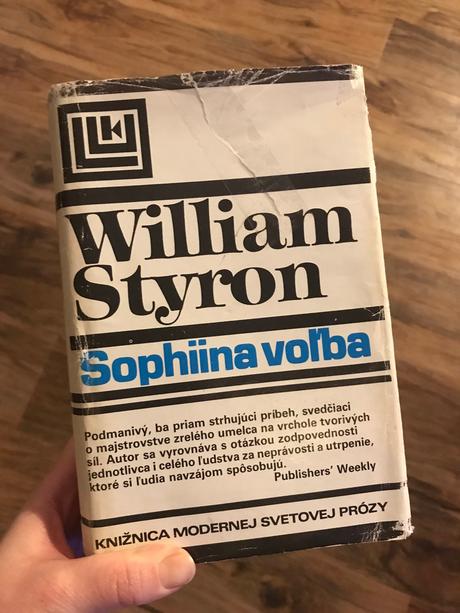 William
Styron
Sophiina voľba
Podmanivý, ba priam strhujúci príbeh, svedčiaci
o majstrovstve zrelého umelca na vrchole tvorivých
síl. Autor sa vyrovnáva s otázkou zodpovednosti
jednotlivca i celého ľudstva za neprávosti a utrpenie,
ktoré si ľudia navzájom spôsobujú.
Publishers' Weekly
KNIŽNICA MODERNEJ SVETOVEJ PRÓZY